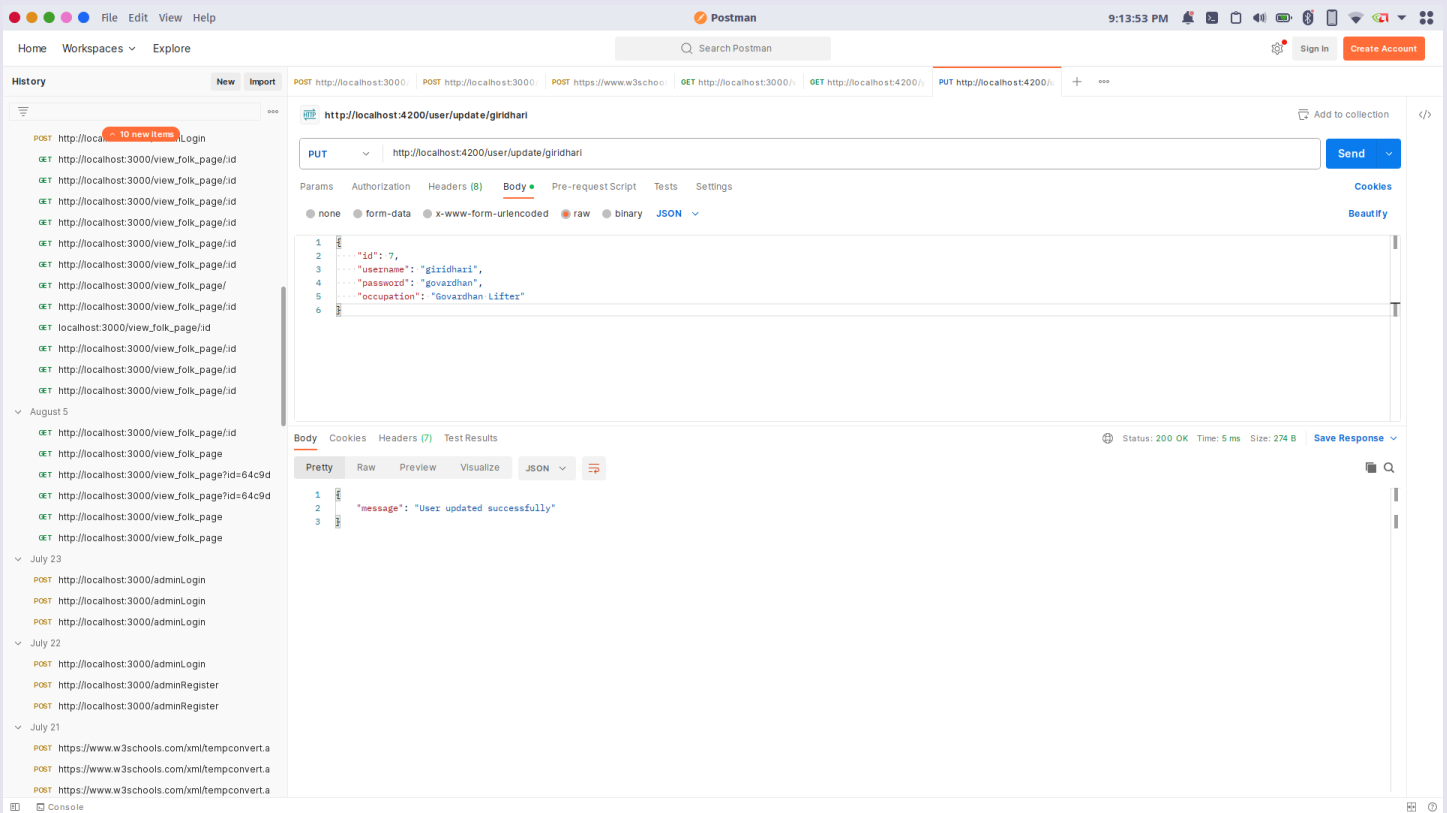 File Edit View Help
Postman
9:13:53 PM
Home Workspaces Explore
Search Postman
Sign In Create Account
History New Import
POST http://localhost:3000/
POST http://localhost:3000/
POST https://www.w3schoo
GET http://localhost:3000/v
GET http://localhost:4200/
PUT http://localhost:4200/
10 new items
POST http://loca
GET http://localhost:3000/view_folk_page/:id
GET http://localhost:3000/view_folk_page/:id
GET http://localhost:3000/view_folk_page/:id
GET http://localhost:3000/view_folk_page/:id
GET http://localhost:3000/view_folk_page/:id
GET http://localhost:3000/view_folk_page/:id
GET http://localhost:3000/view_folk_page/
GET http://localhost:3000/view_folk_page/:id
GET localhost:3000/view_folk_page/:id
GET http://localhost:3000/view_folk_page/:id
GET http://localhost:3000/view_folk_page/:id
GET http://localhost:3000/view_folk_page/:id
August 5
GET http://localhost:3000/view_folk_page/:id
GET http://localhost:3000/view_folk_page
GET http://localhost:3000/view_folk_page?id=64c9d
GET http://localhost:3000/view_folk_page?id=64c9d
GET http://localhost:3000/view_folk_page
GET http://localhost:3000/view_folk_page
July 23
POST http://localhost:3000/adminLogin
POST http://localhost:3000/adminLogin
POST http://localhost:3000/adminLogin
July 22
POST http://localhost:3000/adminLogin
POST http://localhost:3000/adminRegister
POST http://localhost:3000/adminRegister
July 21
POST https://www.w3schools.com/xml/tempconvert.a
POST https://www.w3schools.com/xml/tempconvert.a
POST https://www.w3schools.com/xml/tempconvert.a
Console
HTTP http://localhost:4200/user/update/giridhari
Add to collection
PUT http://localhost:4200/user/update/giridhari Send
Params Authorization Headers (8) Body Pre-request Script Tests Settings Cookies
none form-data x-www-form-urlencoded raw binary JSON Beautify
1 {
2 "id": 7,
3 "username": "giridhari",
4 "password": "govardhan",
5 "occupation": "Govardhan Lifter"
6 }
Body Cookies Headers (7) Test Results
Status: 200 OK Time: 5 ms Size: 274 B Save Response
Pretty Raw Preview Visualize JSON
1 {
2 "message": "User updated successfully"
3 }